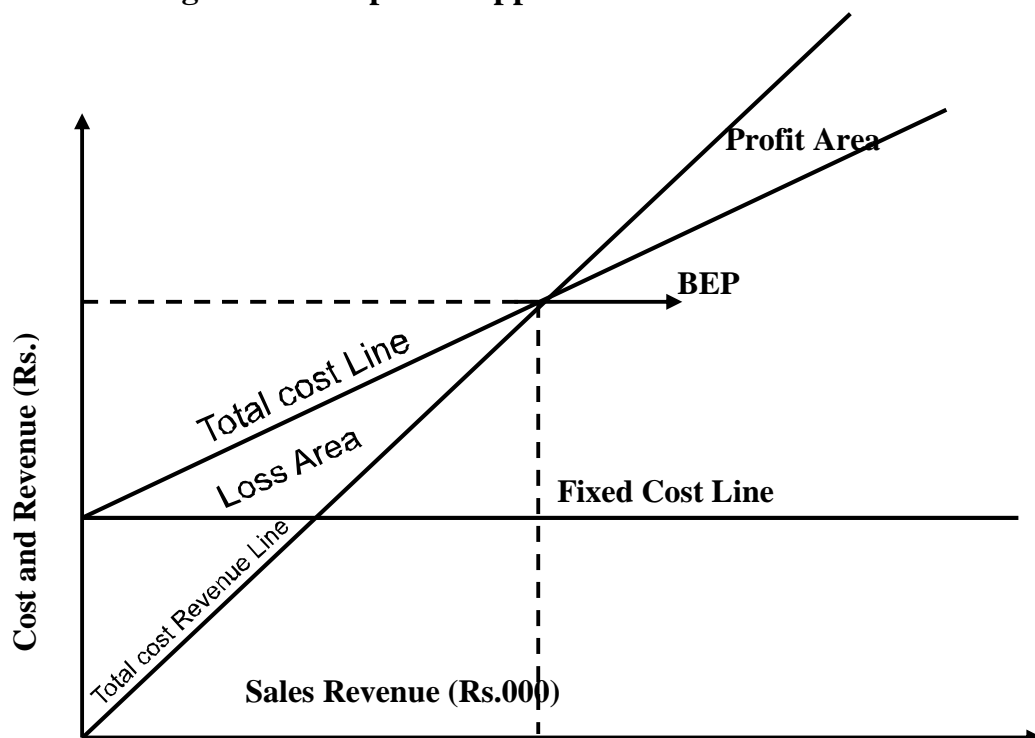 Profit Area
BEP
Total cost Line
Loss Area
Fixed Cost Line
Cost and Revenue (Rs.)
Total cost Revenue Line
Sales Revenue (Rs.000)